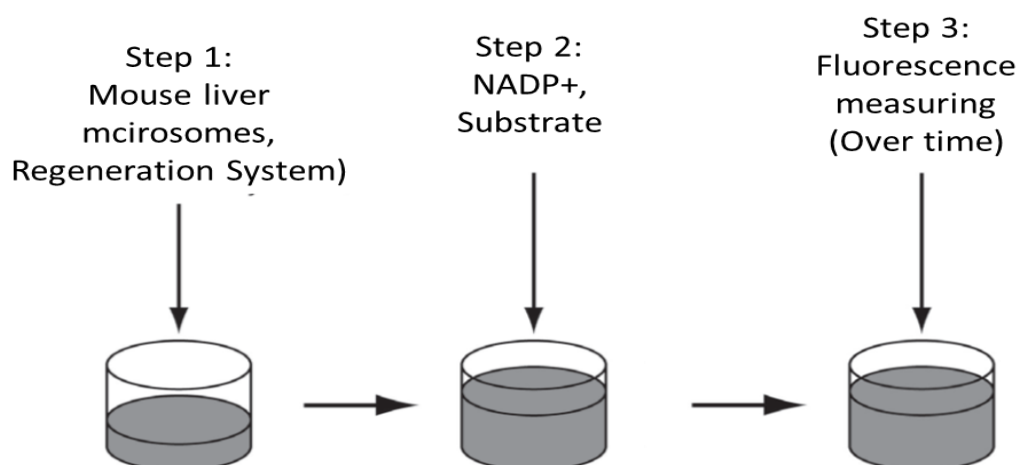 Step 1:
Mouse liver
mcirosomes,
Regeneration System)
Step 2:
NADP+,
Substrate
Step 3:
Fluorescence
measuring
(Over time)